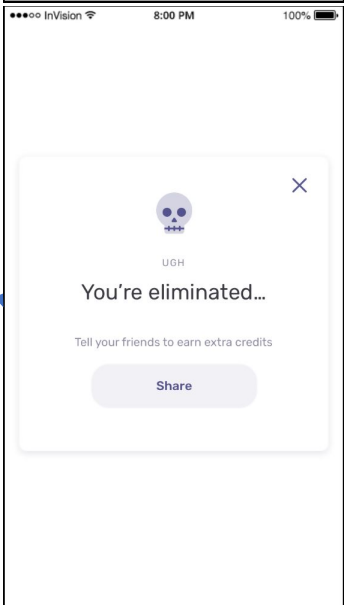 ●●●○○ InVision 8:00 PM 100%
UGH
You're eliminated...
Tell your friends to earn extra credits
Share